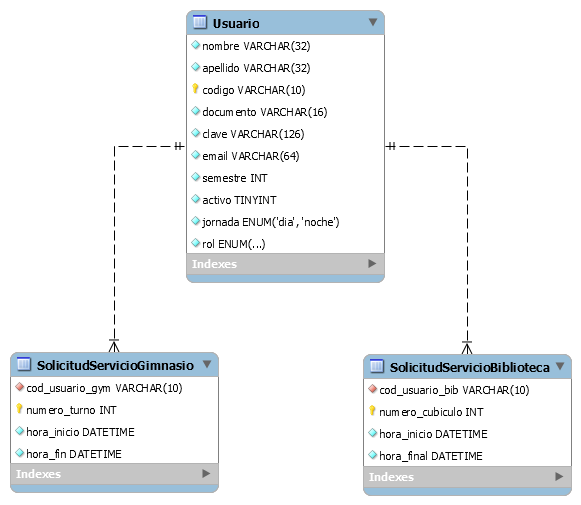 Usuario
nombre VARCHAR(32)
apellido VARCHAR(32)
codigo VARCHAR(10)
documento VARCHAR(16)
clave VARCHAR(126)
email VARCHAR(64)
semestre INT
activo TINYINT
jornada ENUM('dia', 'noche')
rol ENUM(...)
Indexes
SolicitudServicioGimnasio
cod_usuario_gym VARCHAR(10)
numero_turno INT
hora_inicio DATETIME
hora_fin DATETIME
Indexes
SolicitudServicioBiblioteca
cod_usuario_bib VARCHAR(10)
numero_cubiculo INT
hora_inicio DATETIME
hora_final DATETIME
Indexes